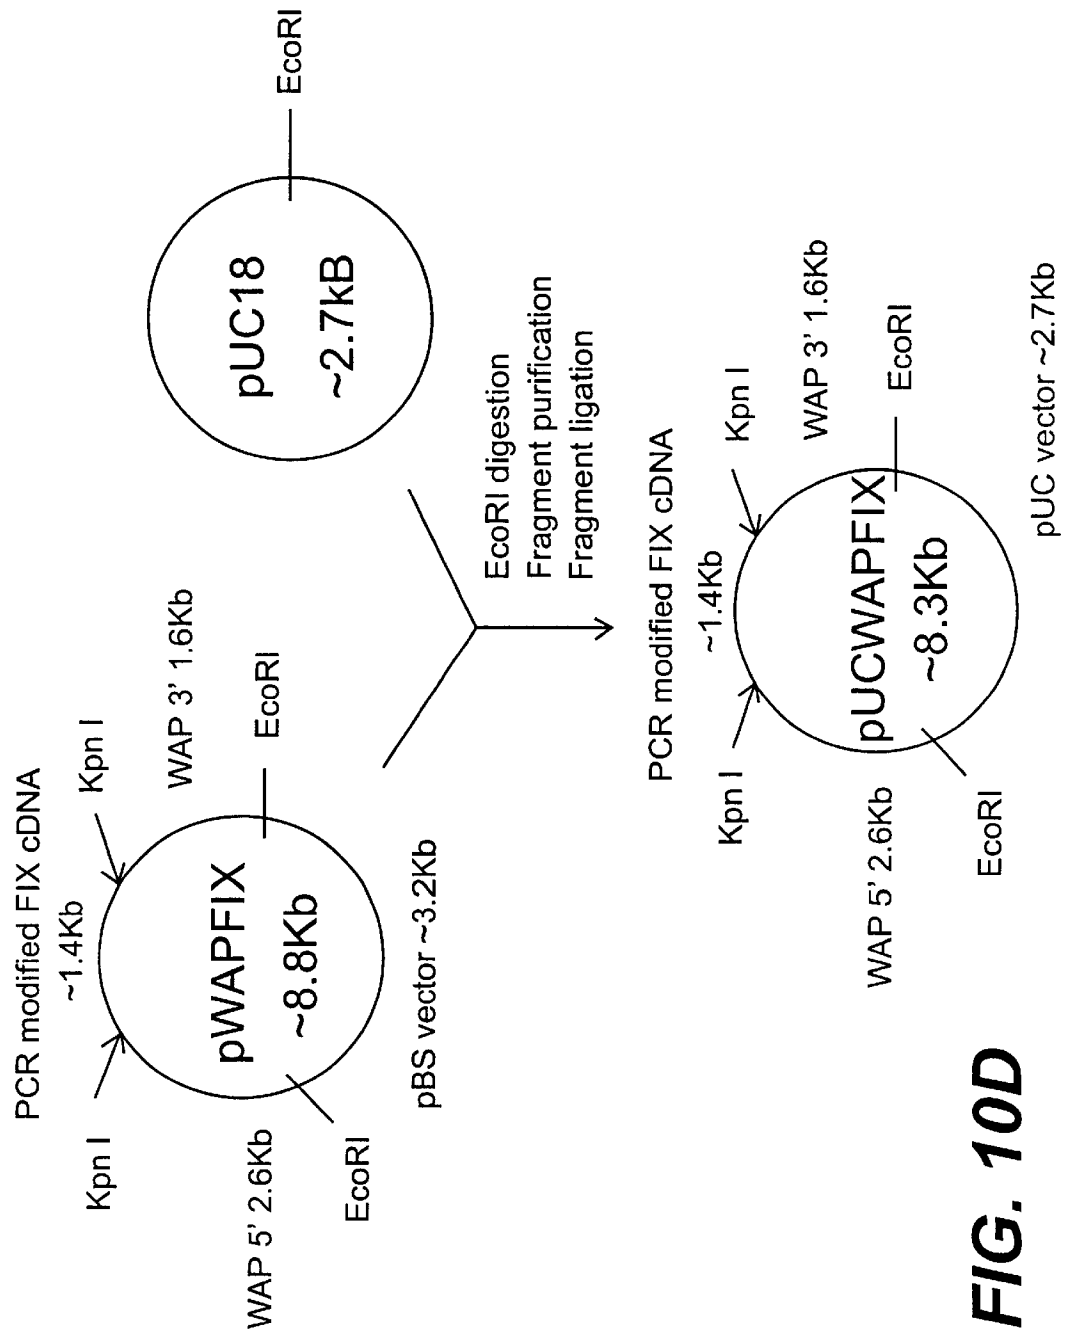 PCR modified FIX cDNA
~1.4Kb
Kpn I
Kpn I
WAP 5' 2.6Kb
WAP 3' 1.6Kb
pWAPFIX
~8.8Kb
EcoRI
EcoRI
pBS vector ~3.2Kb
pUC18
~2.7kB
EcoRI
EcoRI digestion
Fragment purification
Fragment ligation
PCR modified FIX cDNA
~1.4Kb
Kpn I
Kpn I
WAP 5' 2.6Kb
WAP 3' 1.6Kb
pUCWAPFIX
~8.3Kb
EcoRI
EcoRI
pUC vector ~2.7Kb
FIG. 10D